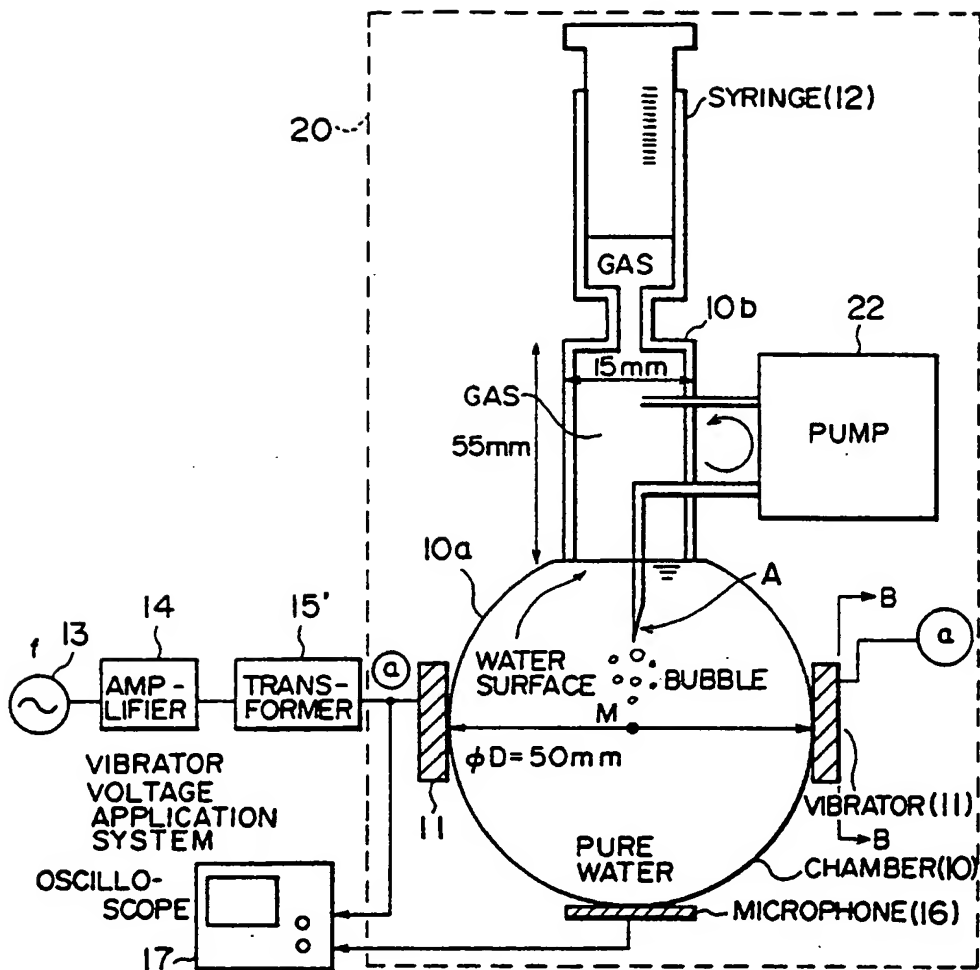 20
SYRINGE(12)
GAS
10b
22
15mm
GAS
55mm
PUMP
10a
A
B
a
f
13
14
15'
a
AMP-
LIFIER
TRANS-
FORMER
WATER
SURFACE
BUBBLE
M
φD=50mm
VIBRATOR
VOLTAGE
APPLICATION
SYSTEM
11
VIBRATOR(11)
B
PURE
WATER
CHAMBER(10)
OSCILLO-
SCOPE
MICROPHONE(16)
17